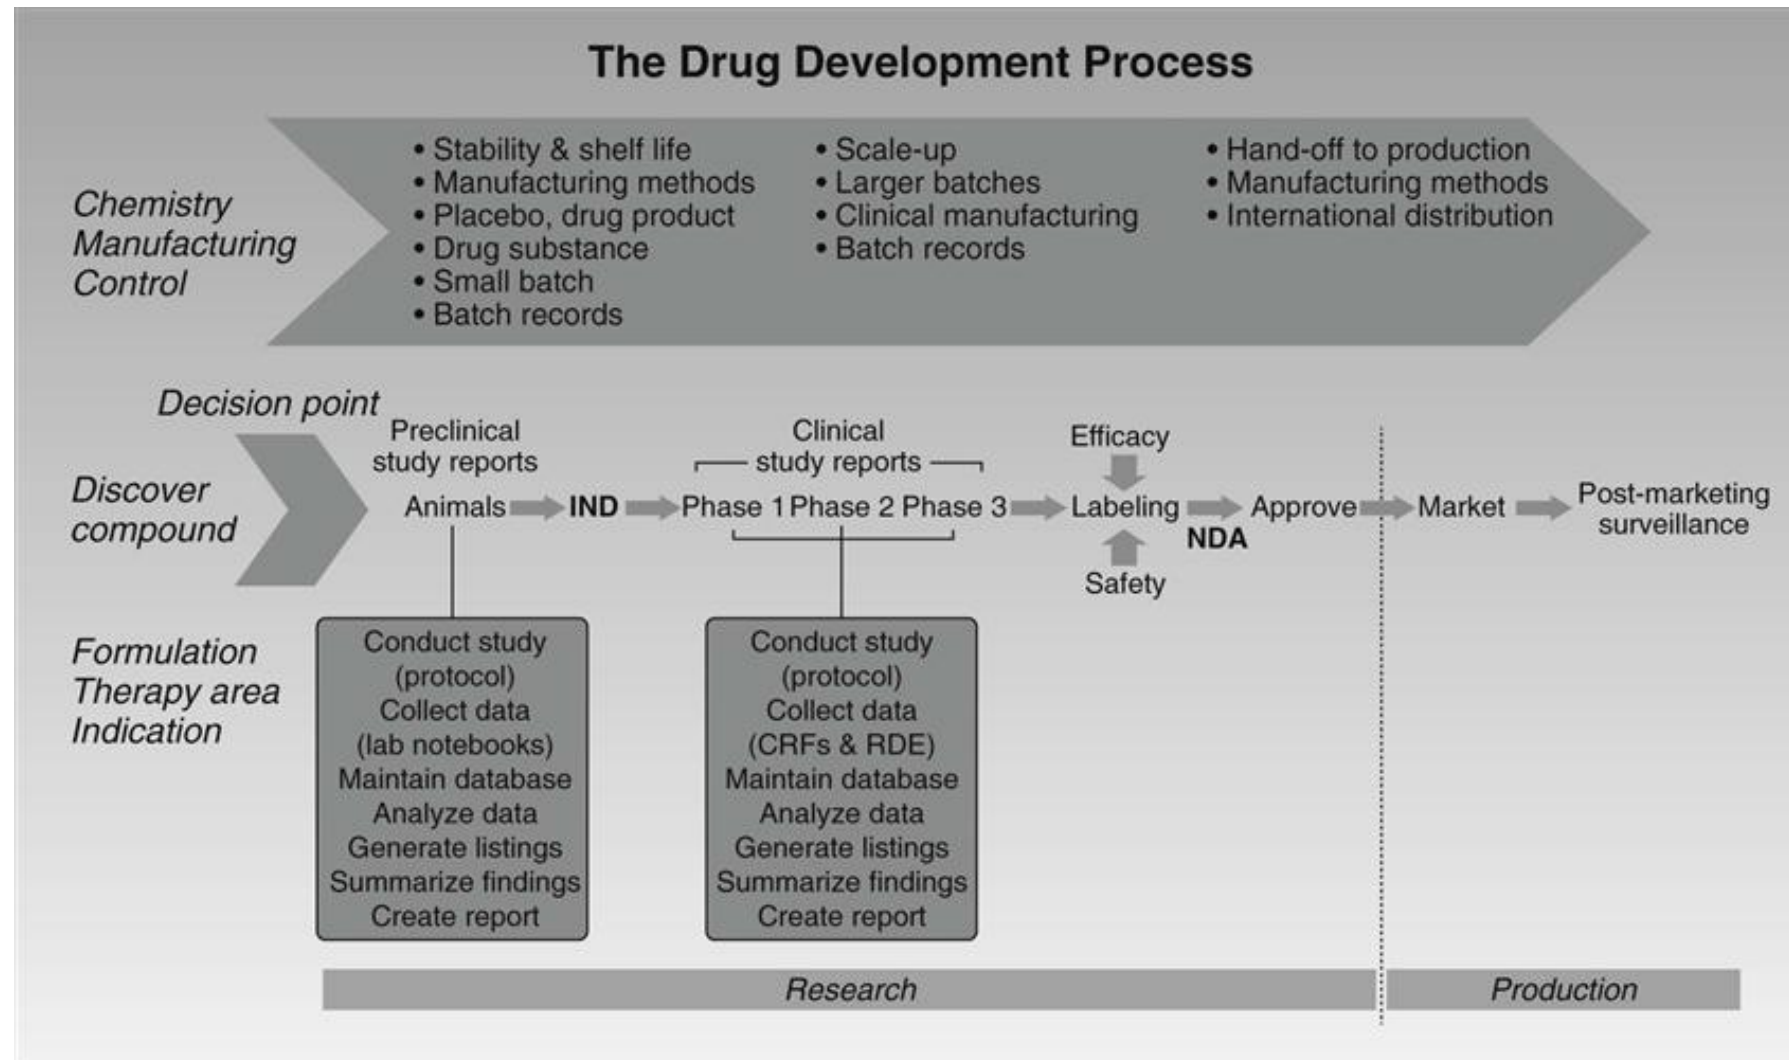 The Drug Development Process
Chemistry
Manufacturing
Control
• Stability & shelf life
• Manufacturing methods
• Placebo, drug product
• Drug substance
• Small batch
• Batch records
• Scale-up
• Larger batches
• Clinical manufacturing
• Batch records
• Hand-off to production
• Manufacturing methods
• International distribution
Decision point
Discover
compound
Preclinical
study reports
Animals
IND
Clinical
study reports
Phase 1 Phase 2 Phase 3
Efficacy
Labeling
Safety
NDA
Approve
Market
Post-marketing
surveillance
Formulation
Therapy area
Indication
Conduct study
(protocol)
Collect data
(lab notebooks)
Maintain database
Analyze data
Generate listings
Summarize findings
Create report
Conduct study
(protocol)
Collect data
(CRFs & RDE)
Maintain database
Analyze data
Generate listings
Summarize findings
Create report
Research
Production